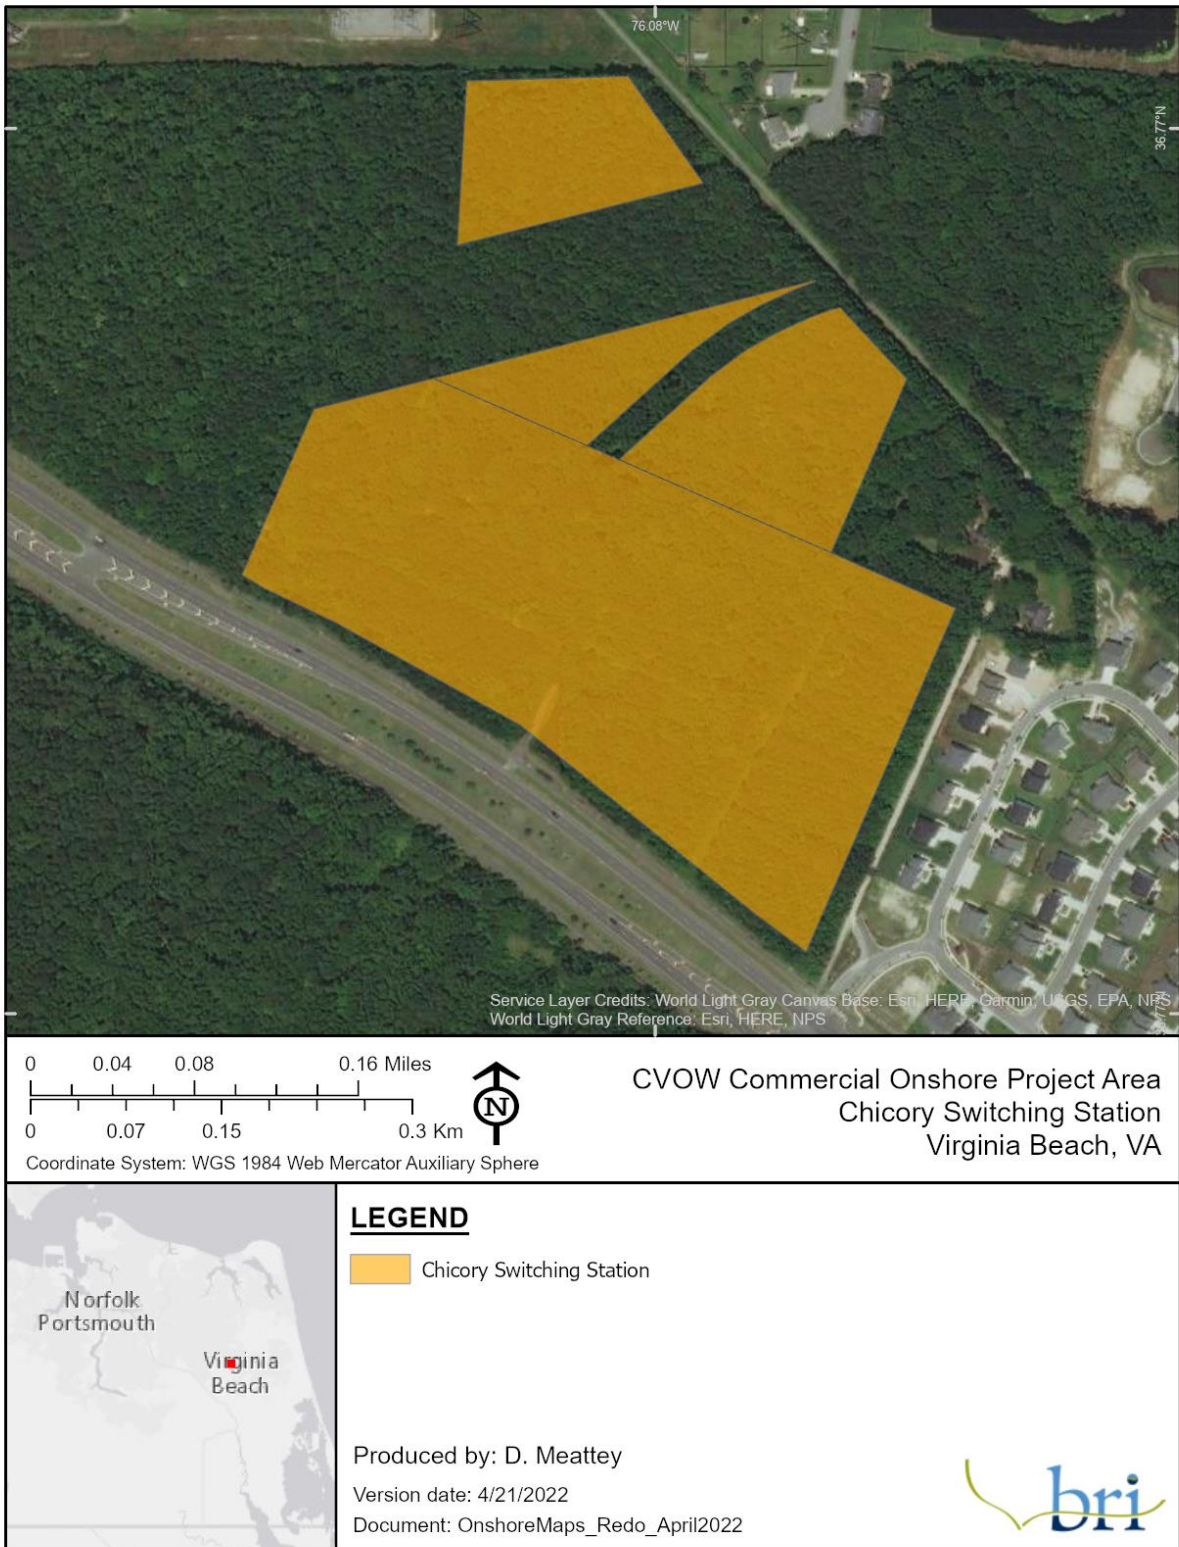 76.08°W
36.77°N
Service Layer Credits: World Light Gray Canvas Base: Esri, HERE, Garmin, USGS, EPA, NPS
World Light Gray Reference: Esri, HERE, NPS
0 0.04 0.08 0.16 Miles
0 0.07 0.15 0.3 Km
N
Coordinate System: WGS 1984 Web Mercator Auxiliary Sphere
CVOW Commercial Onshore Project Area
Chicory Switching Station
Virginia Beach, VA
Norfolk
Portsmouth
Virginia
Beach
LEGEND
Chicory Switching Station
Produced by: D. Meattey
Version date: 4/21/2022
Document: OnshoreMaps_Redo_April2022
bri